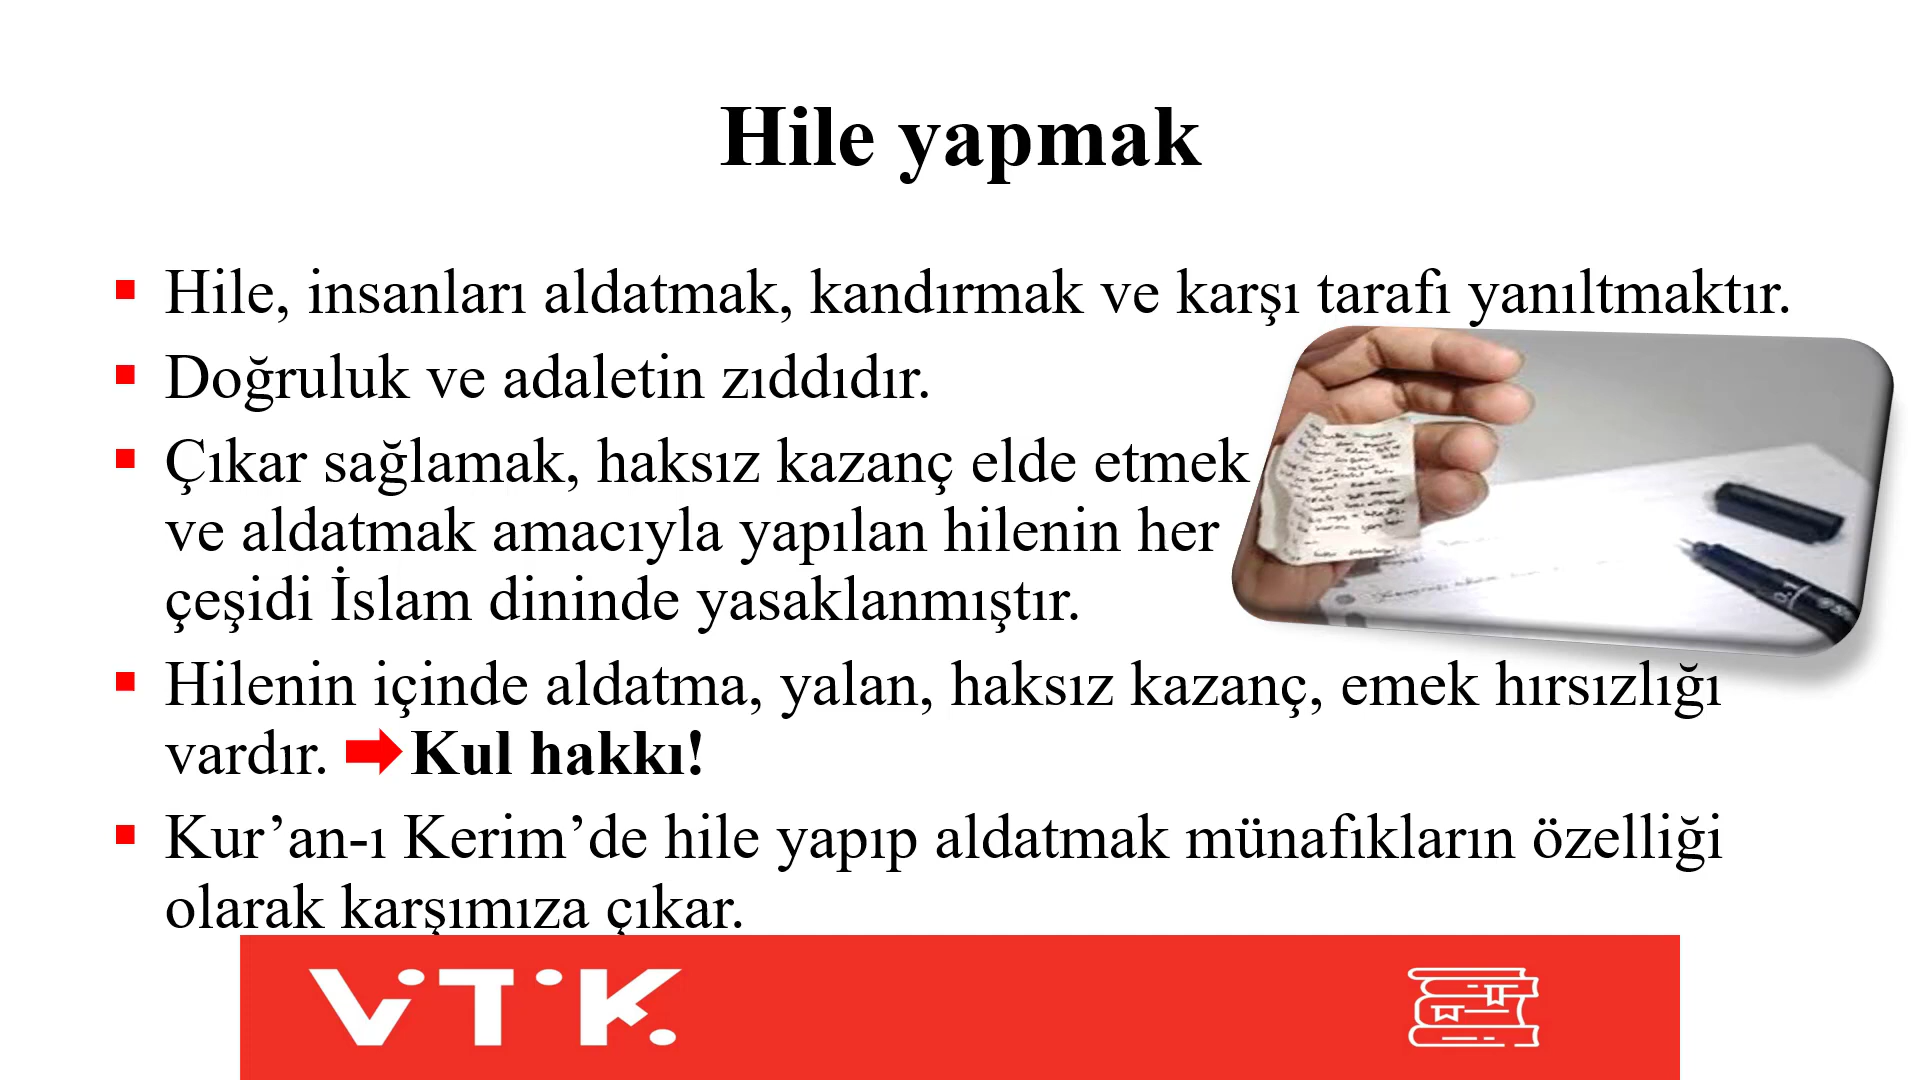 Hile yapmak
Hile, insanları aldatmak, kandırmak ve karşı tarafı yanıltmaktır.
Doğruluk ve adaletin zıddıdır.
Çıkar sağlamak, haksız kazanç elde etmek
ve aldatmak amacıyla yapılan hilenin her
çeşidi İslam dininde yasaklanmıştır.
Hilenin içinde aldatma, yalan, haksız kazanç, emek hırsızlığı
vardır. Kul hakkı!
Kur’an-ı Kerim’de hile yapıp aldatmak münafıkların özelliği
olarak karşımıza çıkar.
ViTiK